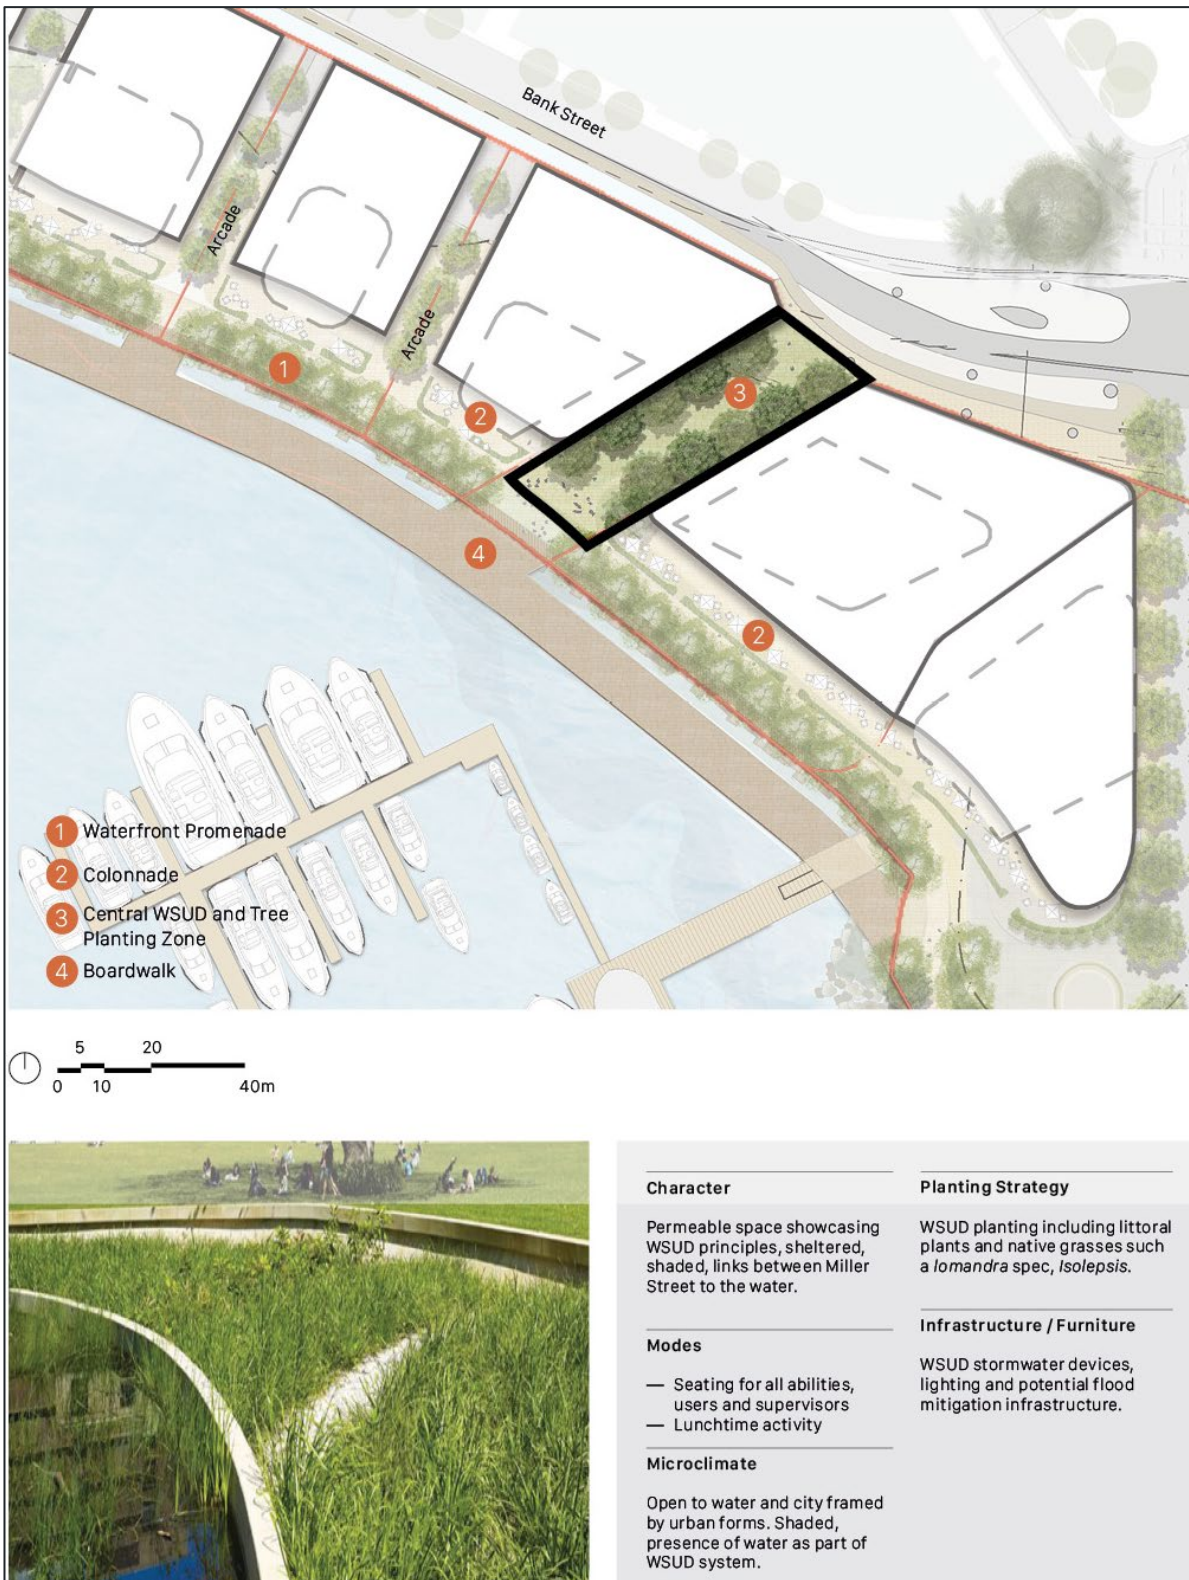 Bank Street
Arcade
Arcade
1
2
3
4
2
1 Waterfront Promenade
2 Colonnade
3 Central WSUD and Tree
Planting Zone
4 Boardwalk
5 20
0 10 40m
Character
Permeable space showcasing
WSUD principles, sheltered,
shaded, links between Miller
Street to the water.
Modes
— Seating for all abilities,
users and supervisors
— Lunchtime activity
Microclimate
Open to water and city framed
by urban forms. Shaded,
presence of water as part of
WSUD system.
Planting Strategy
WSUD planting including littoral
plants and native grasses such
a lomandra spec, Isolepsis.
Infrastructure / Furniture
WSUD stormwater devices,
lighting and potential flood
mitigation infrastructure.